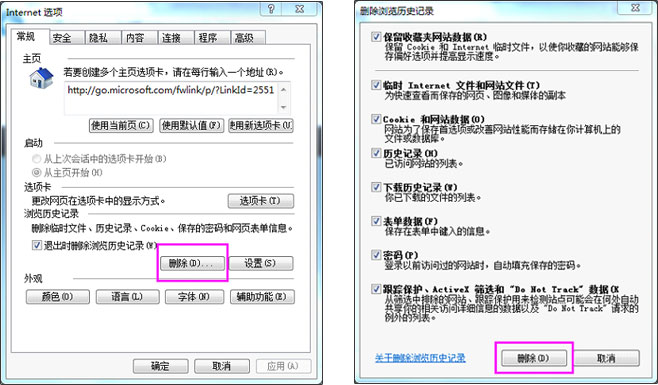 Internet 选项
常规 安全 隐私 内容 连接 程序 高级
主页
若要创建多个主页选项卡，请在每行输入一个地址(R)。
http://go.microsoft.com/fwlink/p/?LinkId=2551
使用当前页(C) 使用默认值(F) 使用新选项卡(U
启动
从上次会话中的选项卡开始(B)
从主页开始(H)
选项卡
更改网页在选项卡中的显示方式。 选项卡(T)
浏览历史记录
删除临时文件、历史记录、Cookie、保存的密码和网页表单信息。
退出时删除浏览历史记录(W)
删除(D)... 设置(S)
外观
颜色(O) 语言(L) 字体(N) 辅助功能(E)
确定 取消 应用(A)
删除浏览历史记录
保留收藏夹网站数据(R)
保留 Cookie 和 Internet 临时文件，以使你收藏的网站能够保
存偏好选项并提高显示速度。
临时 Internet 文件和网站文件(T)
为快速查看而保存的网页、图像和媒体的副本
Cookie 和网站数据(O)
网站为了保存首选项或改善网站性能而存储在你计算机上的
文件或数据库。
历史记录(H)
已访问网站的列表。
下载历史记录(W)
你已下载的文件的列表。
表单数据(F)
保存在表单中键入的信息。
密码(P)
登录以前访问过的网站时，自动填充保存的密码。
跟踪保护、ActiveX 筛选和 "Do Not Track" 数据(K
从筛选中排除的网站、跟踪保护用来检测站点可能会在何处自动
共享你的相关访问详细信息的数据以及 "Do Not Track" 请求的
例外的列表。
关于删除浏览历史记录 删除(D) 取消